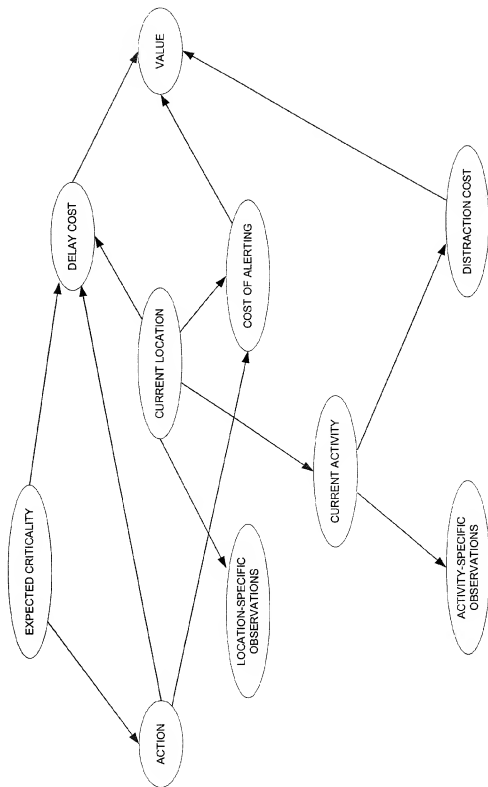 EXPECTED CRITICALITY
DELAY COST
ACTION
CURRENT LOCATION
VALUE
LOCATION-SPECIFIC
OBSERVATIONS
COST OF ALERTING
CURRENT ACTIVITY
ACTIVITY-SPECIFIC
OBSERVATIONS
DISTRACTION COST